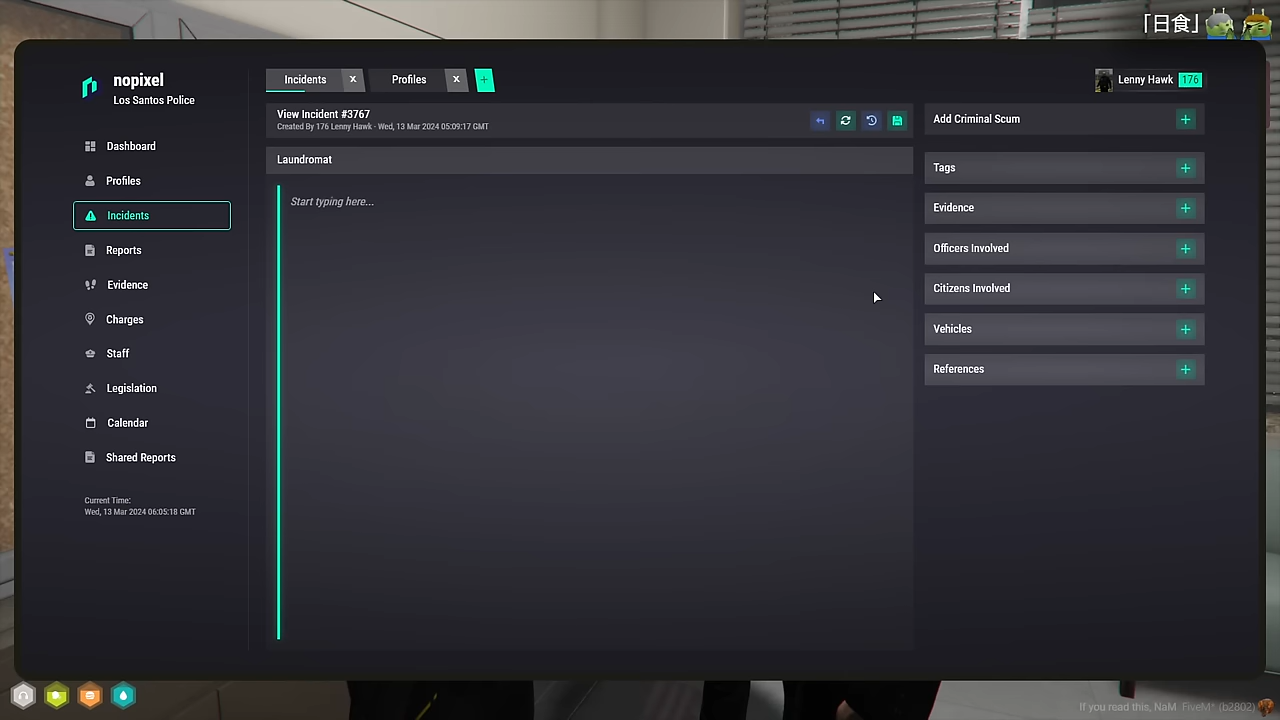 「日食」
nopixel
Los Santos Police
Incidents
x
Profiles
x
+
Lenny Hawk 176
Dashboard
Profiles
Incidents
Reports
Evidence
Charges
Staff
Legislation
Calendar
Shared Reports
Current Time:
Wed, 13 Mar 2024 06:05:18 GMT
View Incident #3767
Created By 176 Lenny Hawk - Wed, 13 Mar 2024 05:09:17 GMT
Laundromat
Start typing here...
Add Criminal Scum +
Tags +
Evidence +
Officers Involved +
Citizens Involved +
Vehicles +
References +
If you read this, NaM FiveM* (b2802)